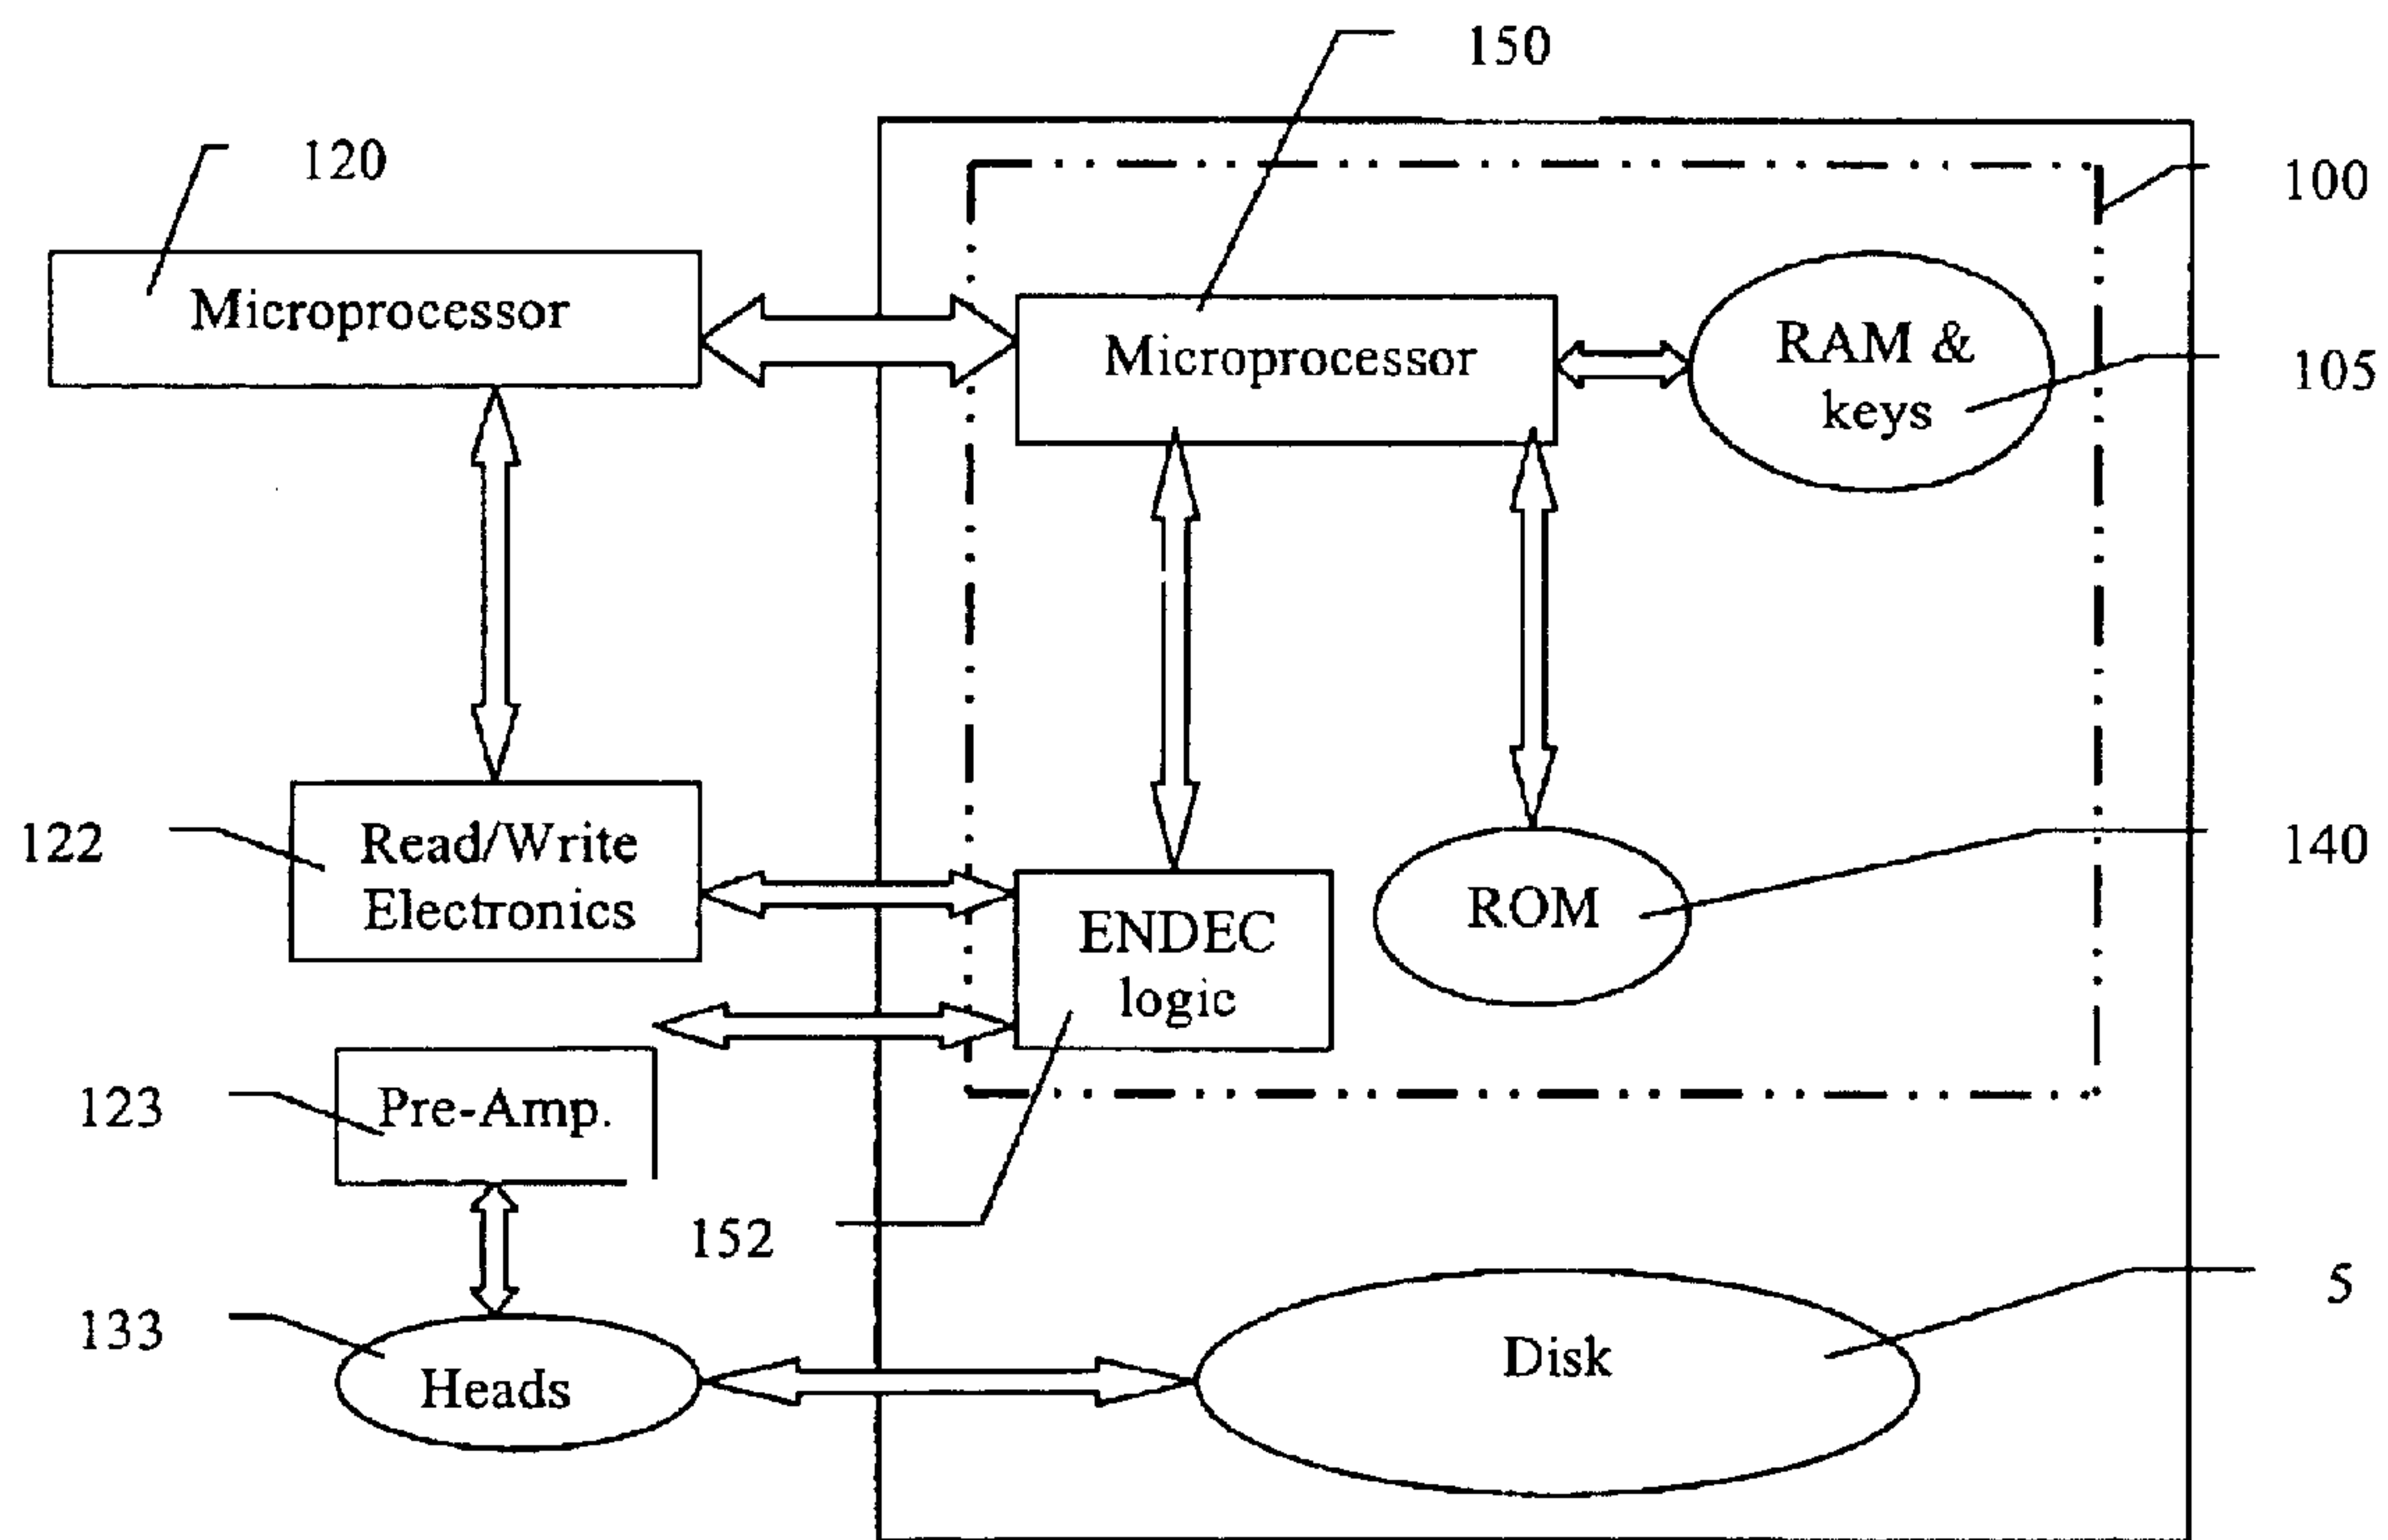 150
120
100
Microprocessor
Microprocessor
RAM &
keys
105
122
Read/Write
Electronics
ENDEC
logic
ROM
140
123
Pre-Amp.
152
133
Heads
Disk
5